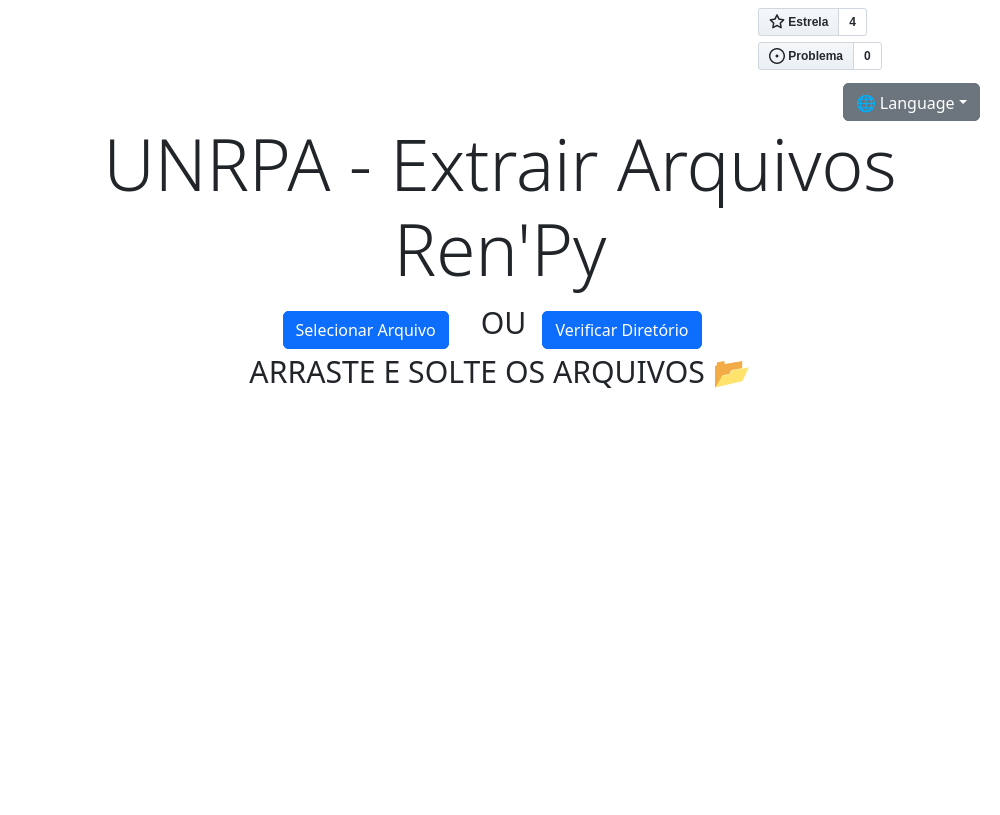 Estrela 4
Problema 0
🌐 Language
UNRPA - Extrair Arquivos
Ren'Py
Selecionar Arquivo OU Verificar Diretório
ARRASTE E SOLTE OS ARQUIVOS 📂